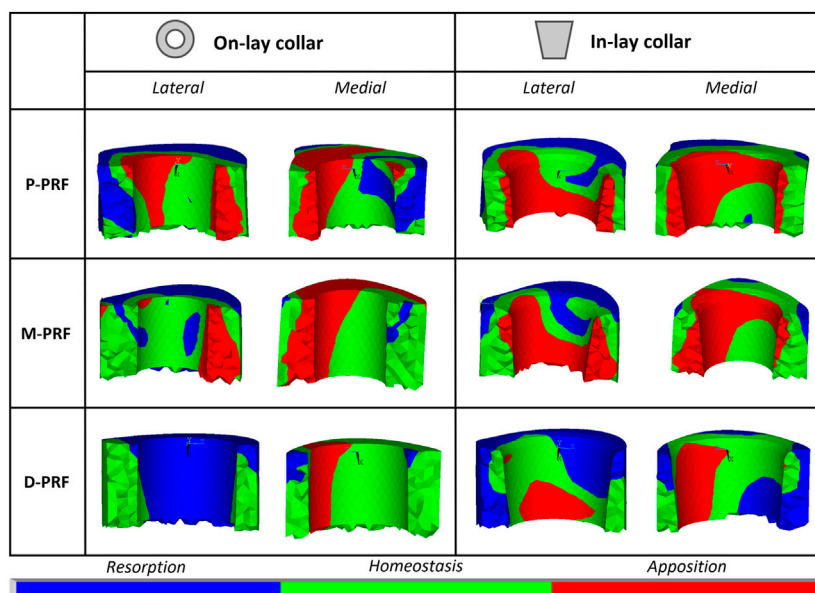 On-lay collar In-lay collar
Lateral Medial Lateral Medial
P-PRF
M-PRF
D-PRF
Resorption Homeostasis Apposition